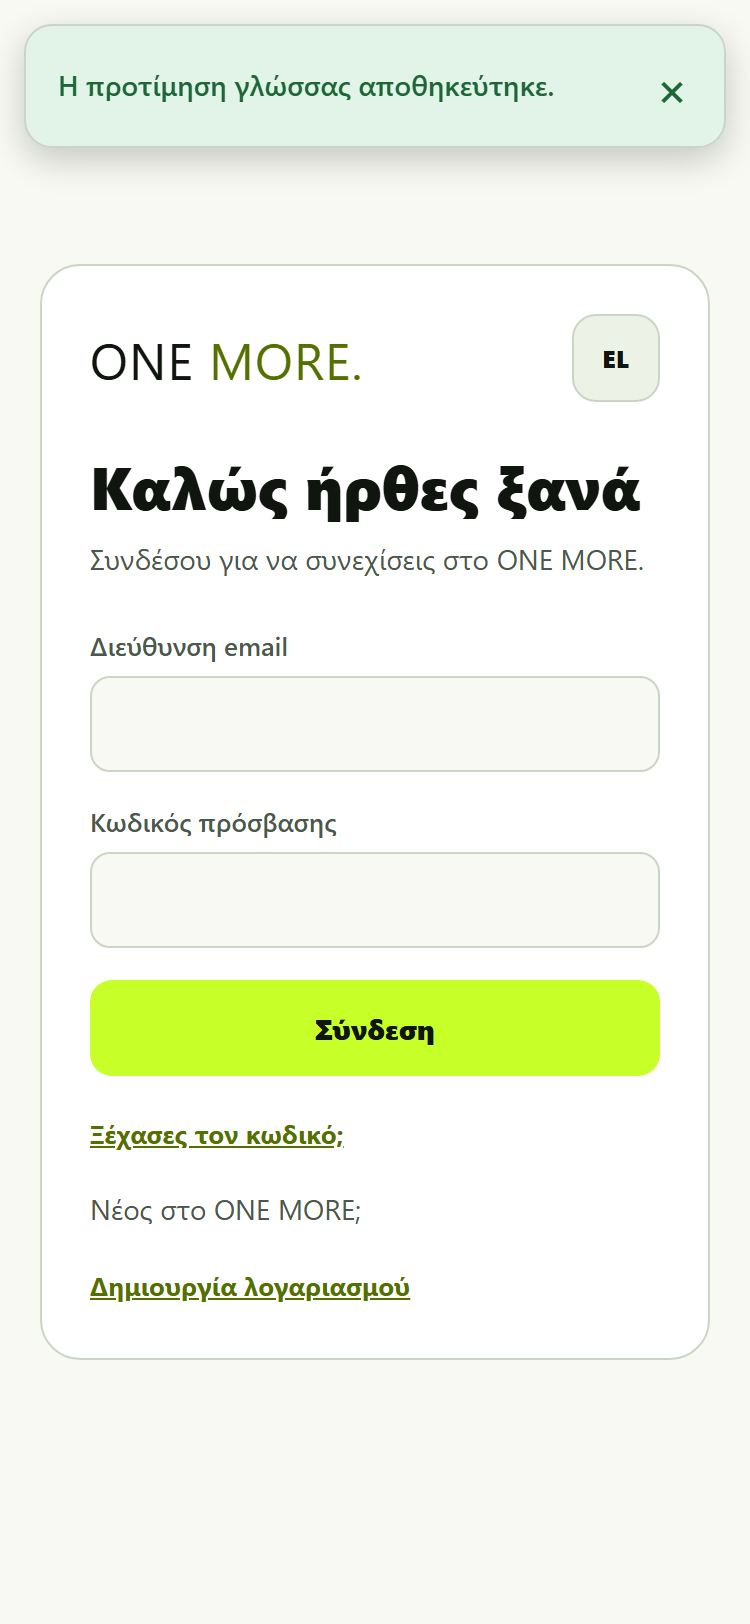 Η προτίμηση γλώσσας αποθηκεύτηκε.
ONE MORE.
EL
Καλώς ήρθες ξανά
Συνδέσου για να συνεχίσεις στο ONE MORE.
Διεύθυνση email
Κωδικός πρόσβασης
Σύνδεση
Ξέχασες τον κωδικό;
Νέος στο ONE MORE;
Δημιουργία λογαριασμού